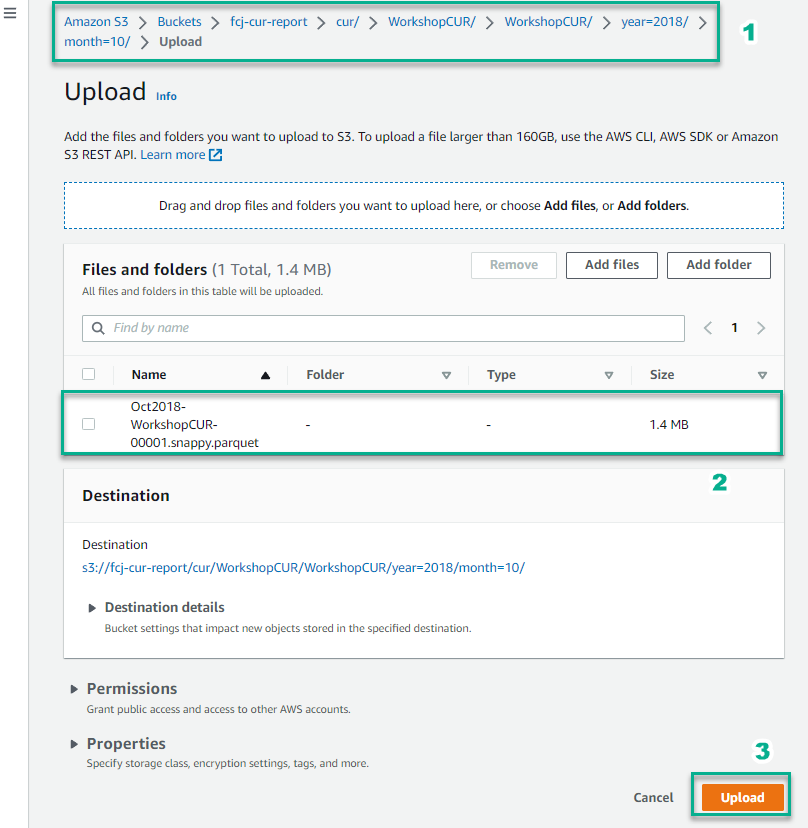 Amazon S3 > Buckets > fcj-cur-report > cur/ > WorkshopCUR/ > WorkshopCUR/ > year=2018/ >
month=10/ > Upload
1
Upload Info
Add the files and folders you want to upload to S3. To upload a file larger than 160GB, use the AWS CLI, AWS SDK or Amazon
S3 REST API. Learn more
Drag and drop files and folders you want to upload here, or choose Add files, or Add folders.
Files and folders (1 Total, 1.4 MB)
Remove
Add files
Add folder
All files and folders in this table will be uploaded.
Find by name
< 1 >
Name Folder Type Size
Oct2018-
WorkshopCUR- - - 1.4 MB
00001.snappy.parquet
2
Destination
Destination
s3://fcj-cur-report/cur/WorkshopCUR/WorkshopCUR/year=2018/month=10/
Destination details
Bucket settings that impact new objects stored in the specified destination.
Permissions
Grant public access and access to other AWS accounts.
Properties
Specify storage class, encryption settings, tags, and more.
3
Cancel
Upload